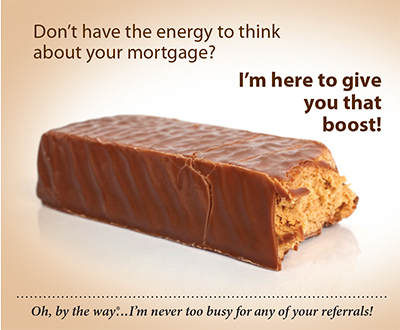 Don't have the energy to think
about your mortgage?
I'm here to give
you that
boost!
Oh, by the way®...I'm never too busy for any of your referrals!